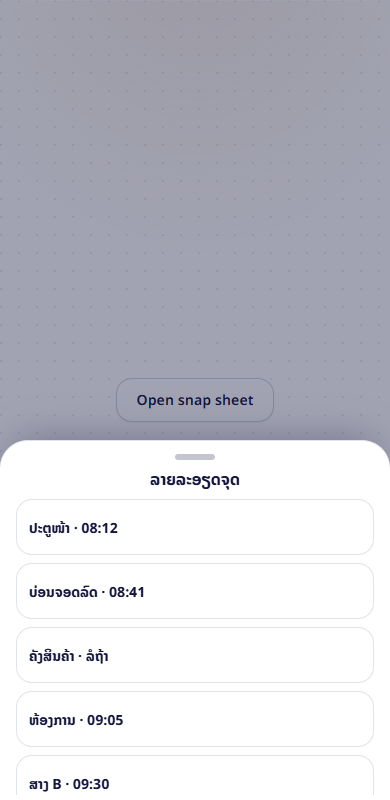 Open snap sheet
ລາຍລະອຽດຈຸດ
ປະຕູໜ້າ · 08:12
ບ່ອນຈອດລົດ · 08:41
ຄັງສິນຄ້າ · ລໍຖ້າ
ຫ້ອງການ · 09:05
ສາງ B · 09:30